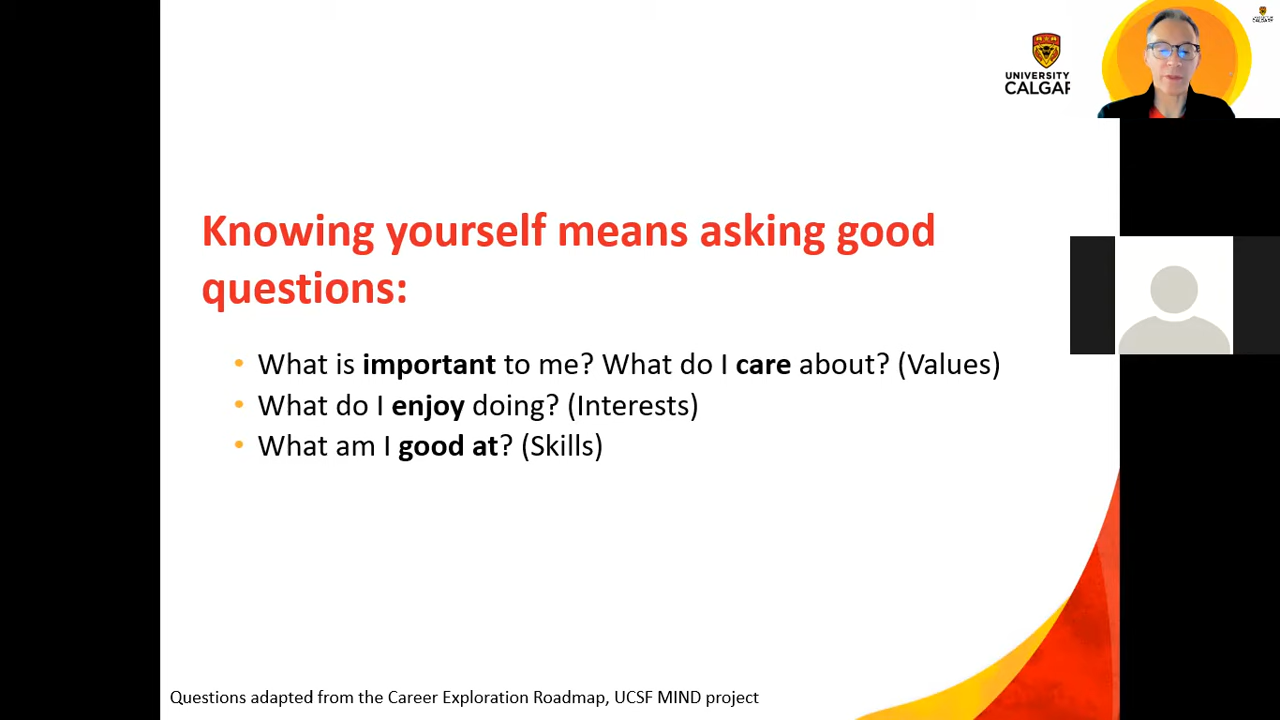 UNIVERSITY
CALGAR
Knowing yourself means asking good
questions:
• What is important to me? What do I care about? (Values)
• What do I enjoy doing? (Interests)
• What am I good at? (Skills)
Questions adapted from the Career Exploration Roadmap, UCSF MIND project